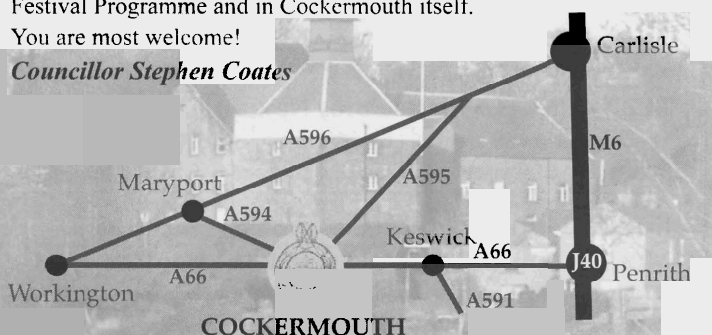 Festival Programme and in Cockermouth itself.
You are most welcome!
Councillor Stephen Coates
Carlisle
A596
M6
A595
Maryport
A594
Keswick
A66
J40
Penrith
A66
Workington
A591
COCKERMOUTH